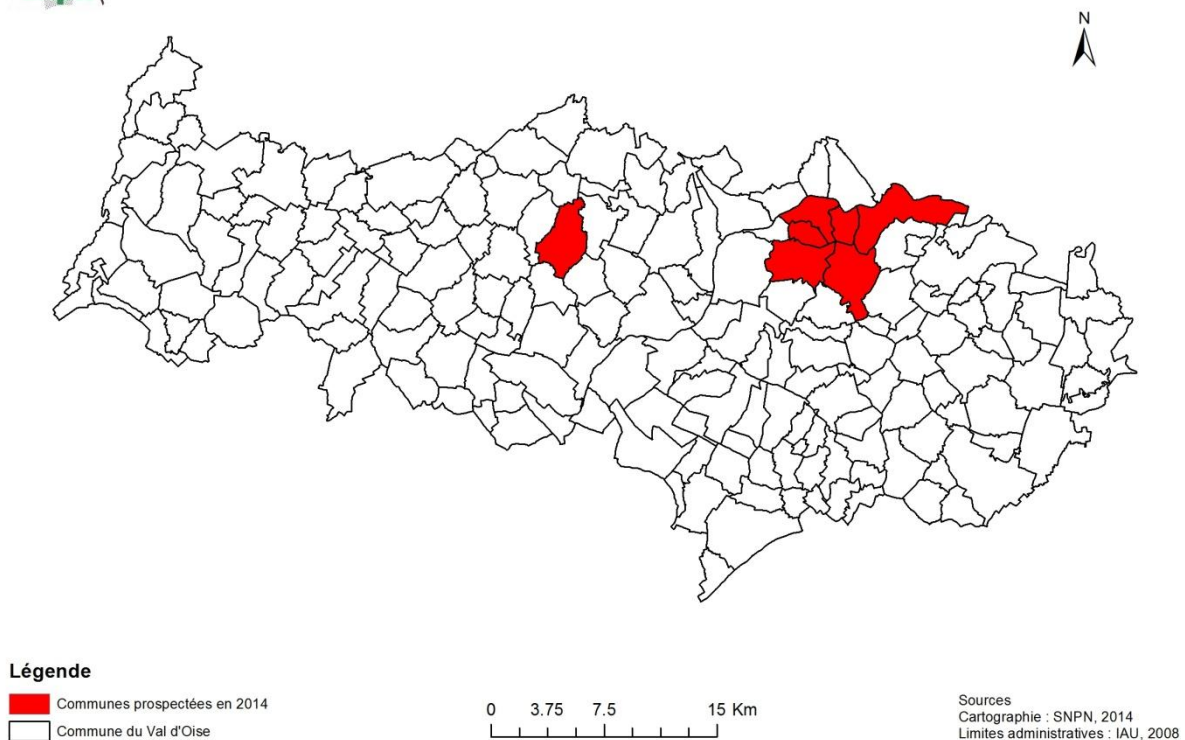 N
Légende
Communes prospectées en 2014
Commune du Val d'Oise
0 3.75 7.5 15 Km
Sources
Cartographie : SNPN, 2014
Limites administratives : IAU, 2008